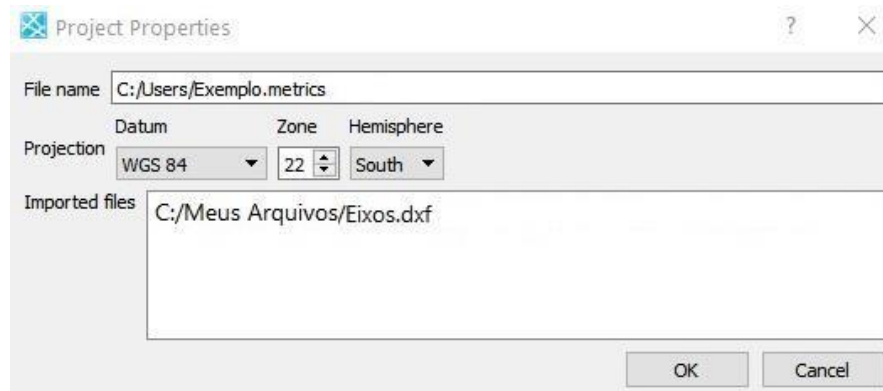 Project Properties
File name C:/Users/Exemplo.metrics
Datum Zone Hemisphere
Projection WGS 84 22 South
Imported files C:/Meus Arquivos/Eixos.dxf
OK Cancel